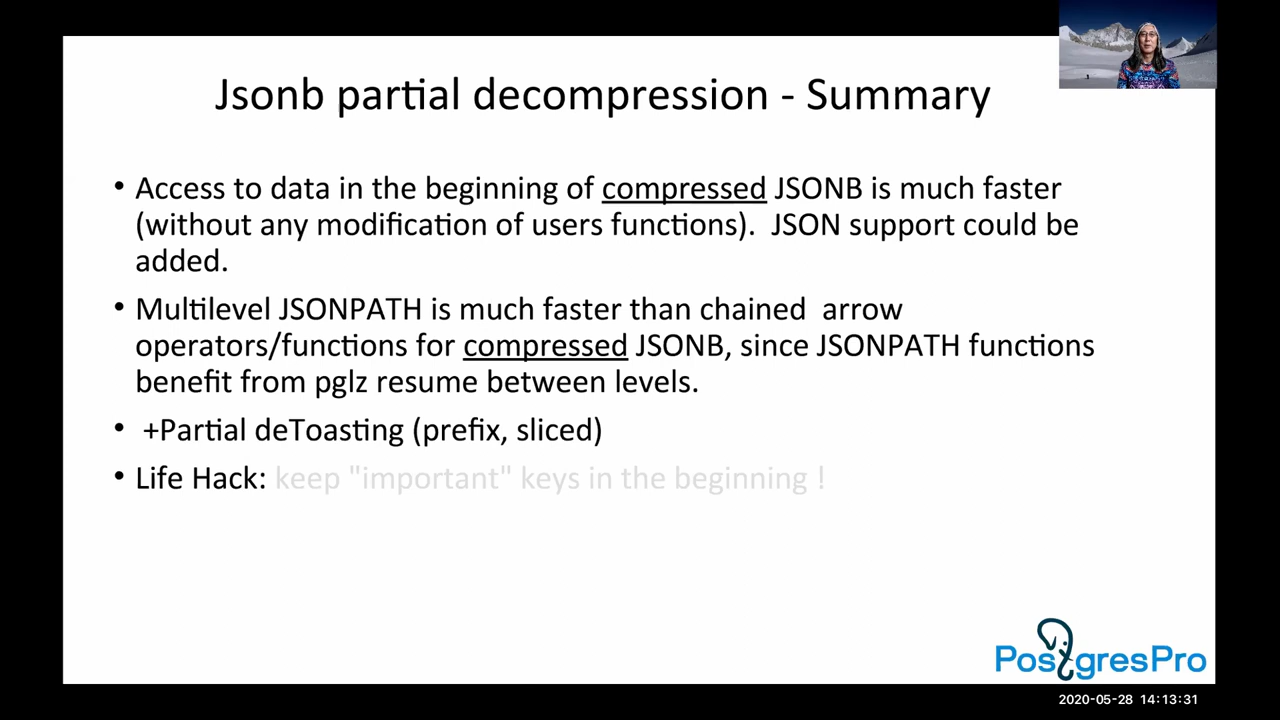 Jsonb partial decompression - Summary
• Access to data in the beginning of compressed JSONB is much faster
(without any modification of users functions).  JSON support could be
added.
• Multilevel JSONPATH is much faster than chained  arrow
operators/functions for compressed JSONB, since JSONPATH functions
benefit from pglz resume between levels.
• +Partial deToasting (prefix, sliced)
• Life Hack: keep "important" keys in the beginning !
PostgresPro
2020-05-28 14:13:31